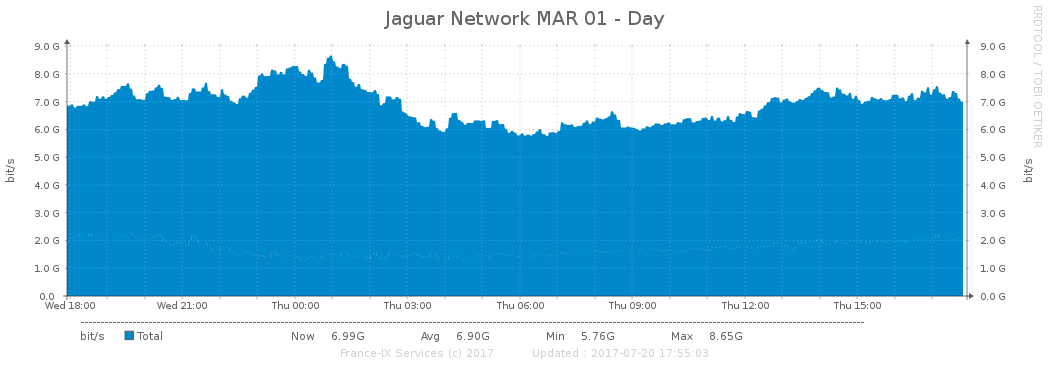 Jaguar Network MAR 01 - Day
RRDTOOL / TOBI OETIKER
bit/s
bit/s
9.0 G 9.0 G
8.0 G 8.0 G
7.0 G 7.0 G
6.0 G 6.0 G
5.0 G 5.0 G
4.0 G 4.0 G
3.0 G 3.0 G
2.0 G 2.0 G
1.0 G 1.0 G
0.0 0.0 G
Wed 18:00 Wed 21:00 Thu 00:00 Thu 03:00 Thu 06:00 Thu 09:00 Thu 12:00 Thu 15:00
bit/s Total Now 6.99G Avg 6.90G Min 5.76G Max 8.65G
France-IX Services (c) 2017 Updated : 2017-07-20 17:55:03